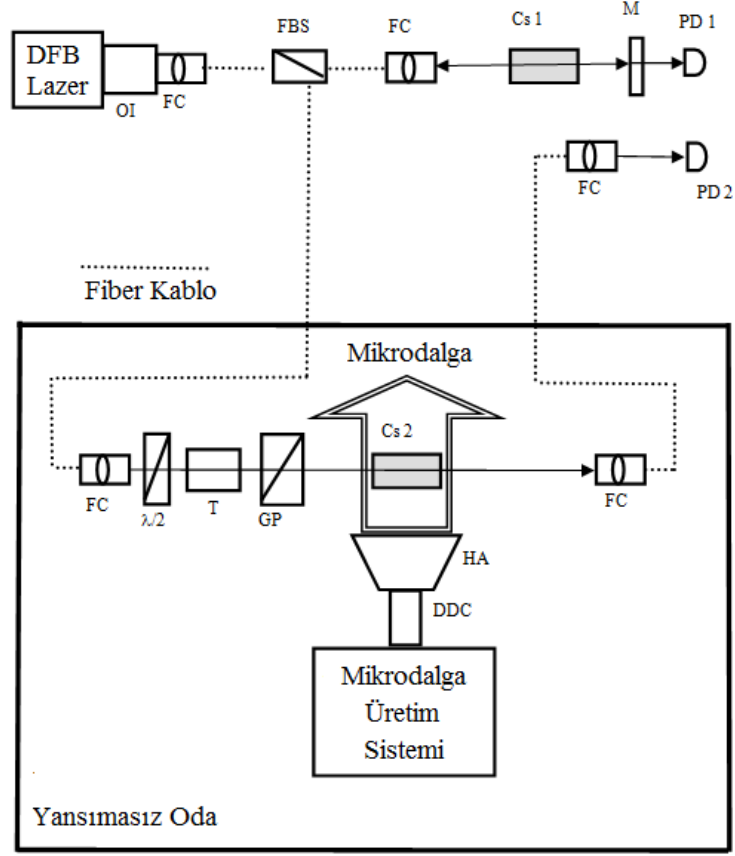 DFB
Lazer
OI
FC
FBS
FC
Cs 1
M
PD 1
FC
PD 2
Fiber Kablo
Mikrodalga
Cs 2
FC
λ/2
T
GP
FC
HA
DDC
Mikrodalga
Üretim
Sistemi
Yansımasız Oda